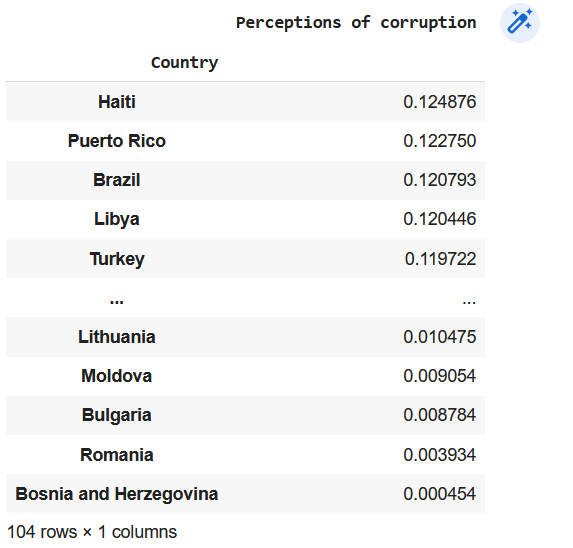 Perceptions of corruption
Country
Haiti 0.124876
Puerto Rico 0.122750
Brazil 0.120793
Libya 0.120446
Turkey 0.119722
... ...
Lithuania 0.010475
Moldova 0.009054
Bulgaria 0.008784
Romania 0.003934
Bosnia and Herzegovina 0.000454
104 rows × 1 columns